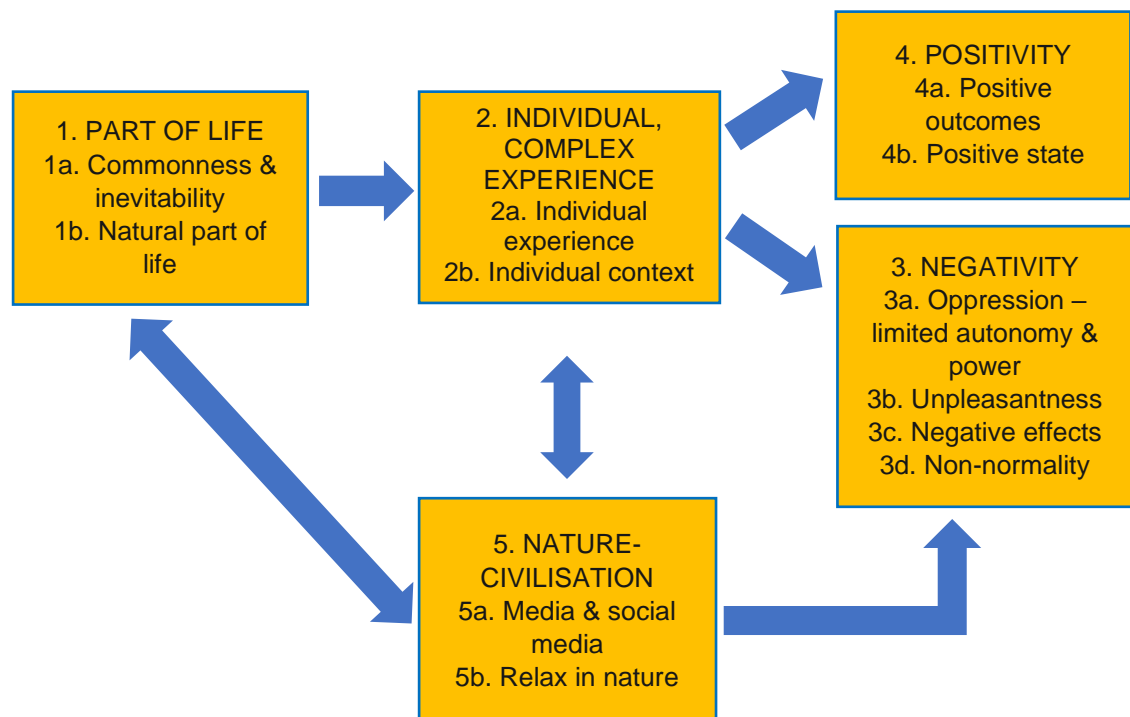 1. PART OF LIFE
1a. Commonness &
inevitability
1b. Natural part of
life
2. INDIVIDUAL,
COMPLEX
EXPERIENCE
2a. Individual
experience
2b. Individual context
4. POSITIVITY
4a. Positive
outcomes
4b. Positive state
3. NEGATIVITY
3a. Oppression –
limited autonomy &
power
3b. Unpleasantness
3c. Negative effects
3d. Non-normality
5. NATURE-
CIVILISATION
5a. Media & social
media
5b. Relax in nature